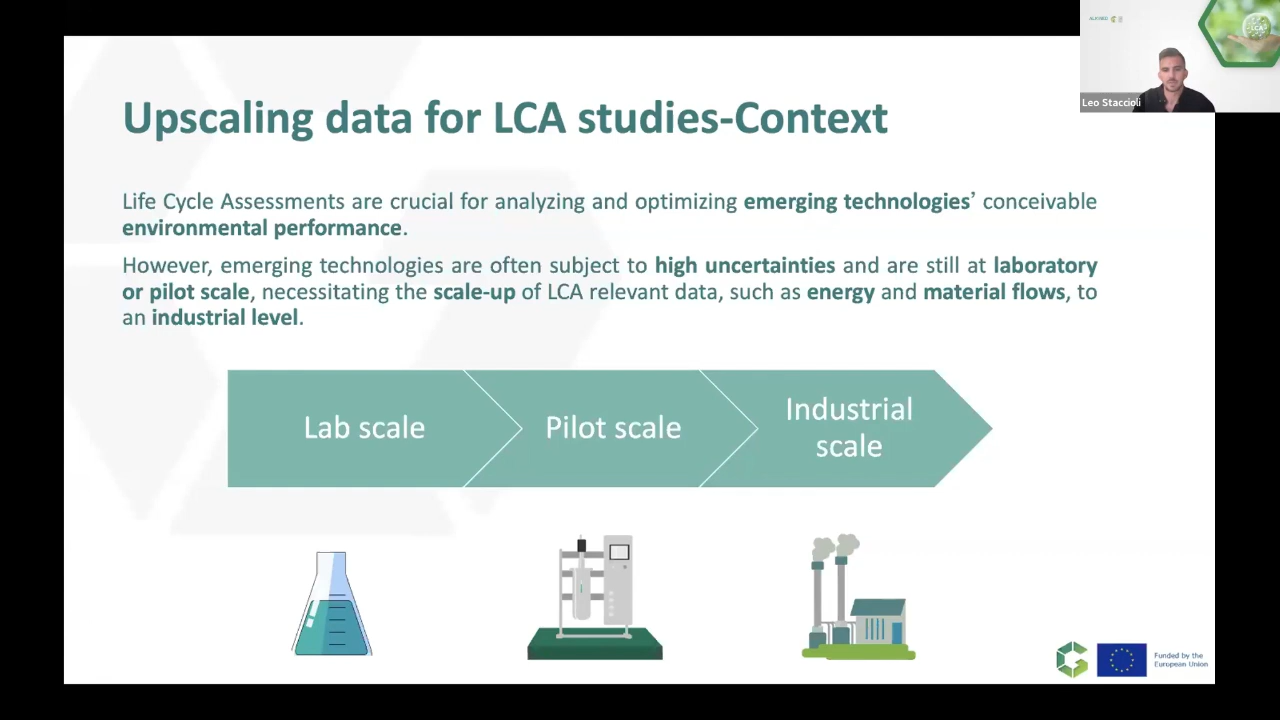 Upscaling data for LCA studies-Context
Life Cycle Assessments are crucial for analyzing and optimizing emerging technologies’ conceivable
environmental performance.
However, emerging technologies are often subject to high uncertainties and are still at laboratory
or pilot scale, necessitating the scale-up of LCA relevant data, such as energy and material flows, to
an industrial level.
Lab scale
Pilot scale
Industrial
scale
Funded by the
European Union
Leo Staccioli
LCA